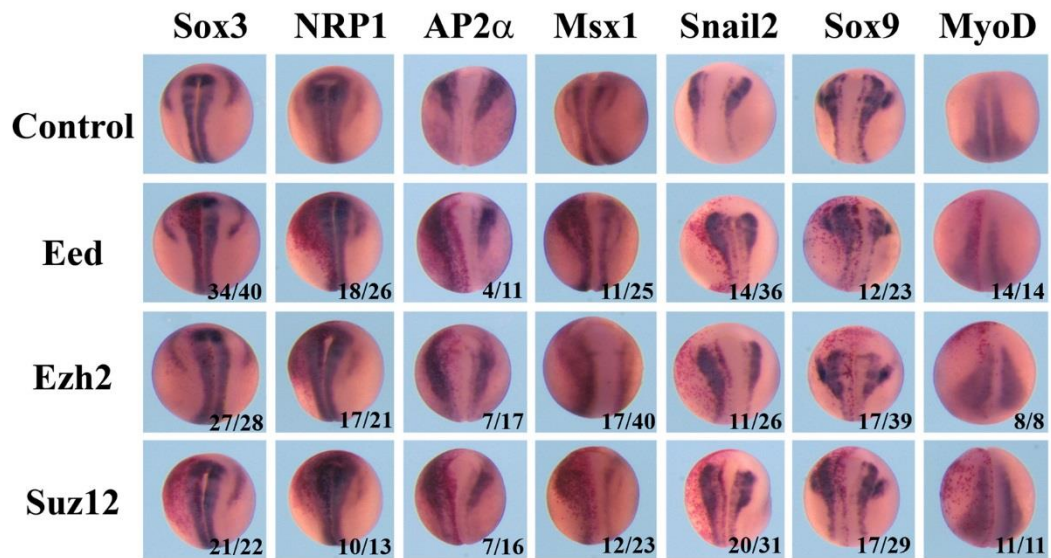 Sox3 NRP1 AP2α Msx1 Snail2 Sox9 MyoD
Control
Eed 34/40 18/26 4/11 11/25 14/36 12/23 14/14
Ezh2 27/28 17/21 7/17 17/40 11/26 17/39 8/8
Suz12 21/22 10/13 7/16 12/23 20/31 17/29 11/11